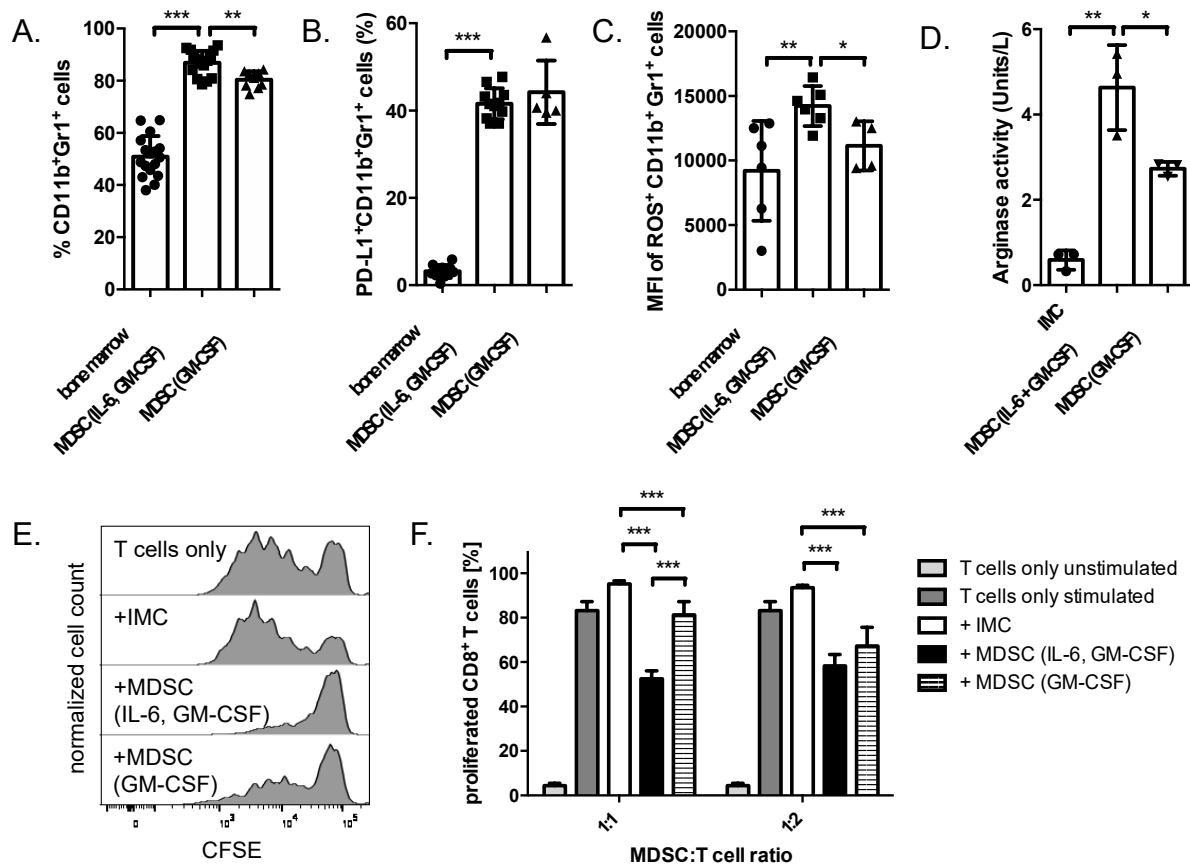 A.
% CD11b+Gr1+ cells
100
80
60
40
20
0
***
**
bone marrow
MDSC (IL-6, GM-CSF)
MDSC (GM-CSF)
B.
PD-L1+CD11b+Gr1+cells (%)
60
40
20
0
***
bone marrow
MDSC (IL-6, GM-CSF)
MDSC (GM-CSF)
C.
MFI of ROS+ CD11b+ Gr1+ cells
20000
15000
10000
5000
0
**
*
bone marrow
MDSC (IL-6, GM-CSF)
MDSC (GM-CSF)
D.
Arginase activity (Units/L)
6
4
2
0
**
*
IMC
MDSC (IL-6 + GM-CSF)
MDSC (GM-CSF)
E.
normalized cell count
T cells only
+IMC
+MDSC
(IL-6, GM-CSF)
+MDSC
(GM-CSF)
0
10³
10⁴
10⁵
CFSE
F.
proliferated CD8+ T cells [%]
100
80
60
40
20
0
***
***
***
***
***
1:1
1:2
MDSC:T cell ratio
T cells only unstimulated
T cells only stimulated
+ IMC
+ MDSC (IL-6, GM-CSF)
+ MDSC (GM-CSF)